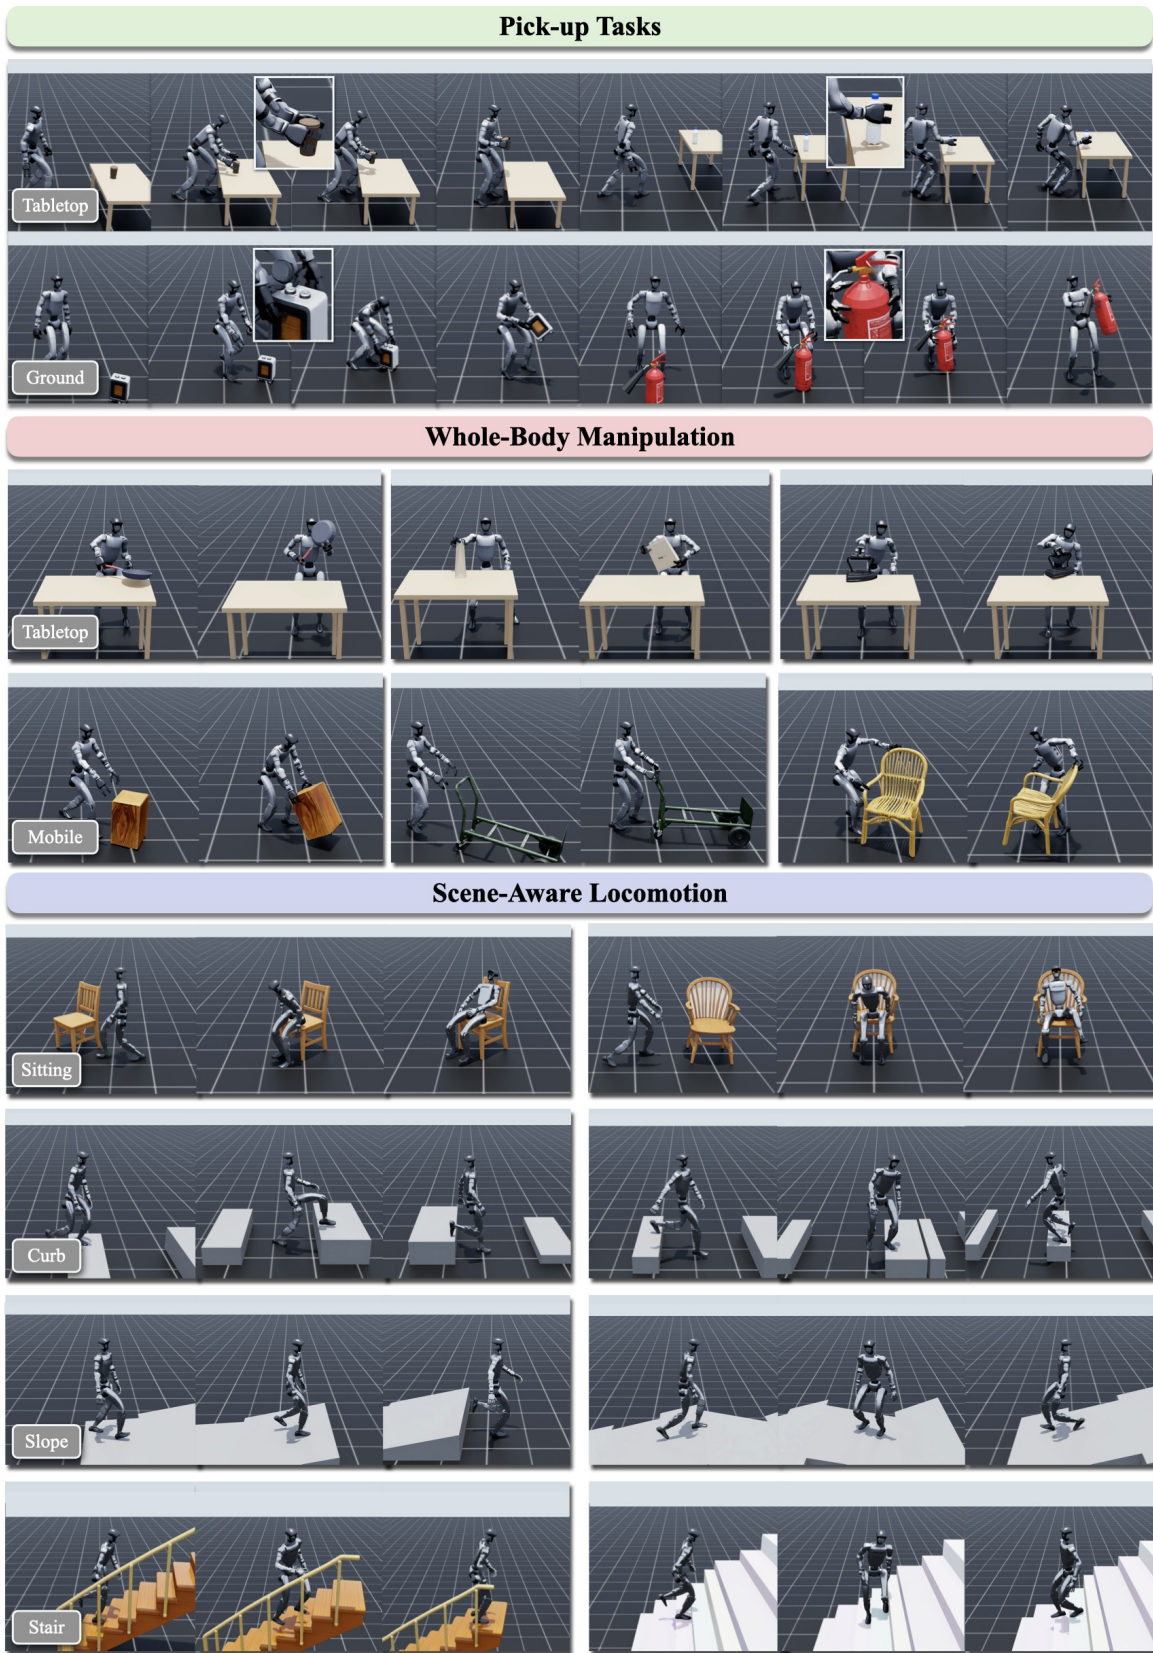 Pick-up Tasks
Tabletop
Ground
Whole-Body Manipulation
Tabletop
Mobile
Scene-Aware Locomotion
Sitting
Curb
Slope
Stair